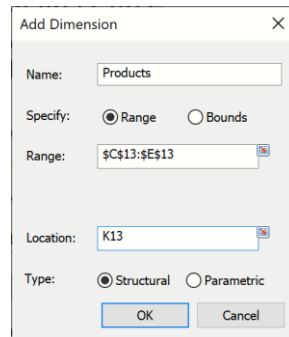 Add Dimension
Name: Products
Specify: Range Bounds
Range: $C$13:$E$13
Location: K13
Type: Structural Parametric
OK Cancel